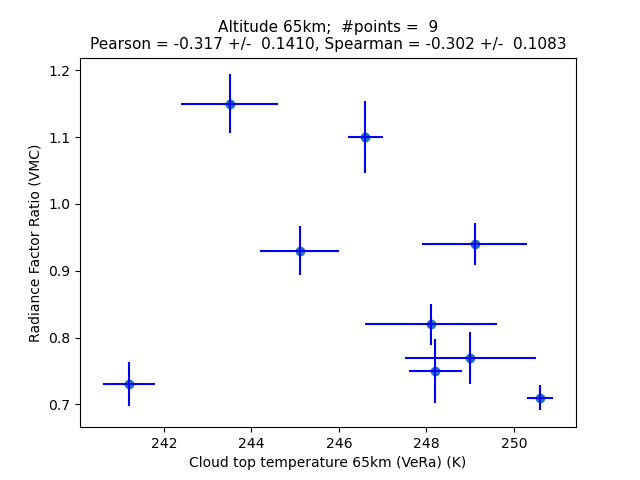 Altitude 65km;  #points =  9
Pearson = -0.317 +/-  0.1410, Spearman = -0.302 +/-  0.1083
1.2
1.1
1.0
0.9
0.8
0.7
Radiance Factor Ratio (VMC)
242
244
246
248
250
Cloud top temperature 65km (VeRa) (K)